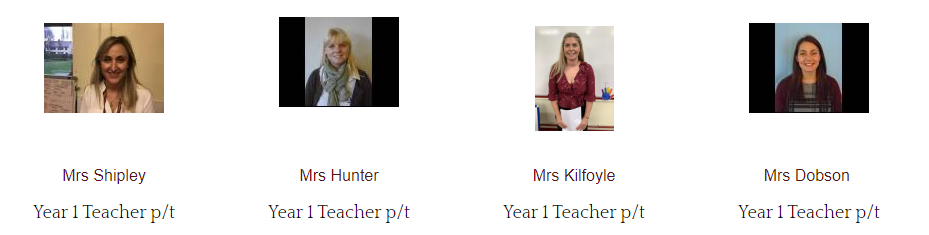 Mrs Shipley
Mrs Hunter
Mrs Kilfoyle
Mrs Dobson
Year 1 Teacher p/t
Year 1 Teacher p/t
Year 1 Teacher p/t
Year 1 Teacher p/t